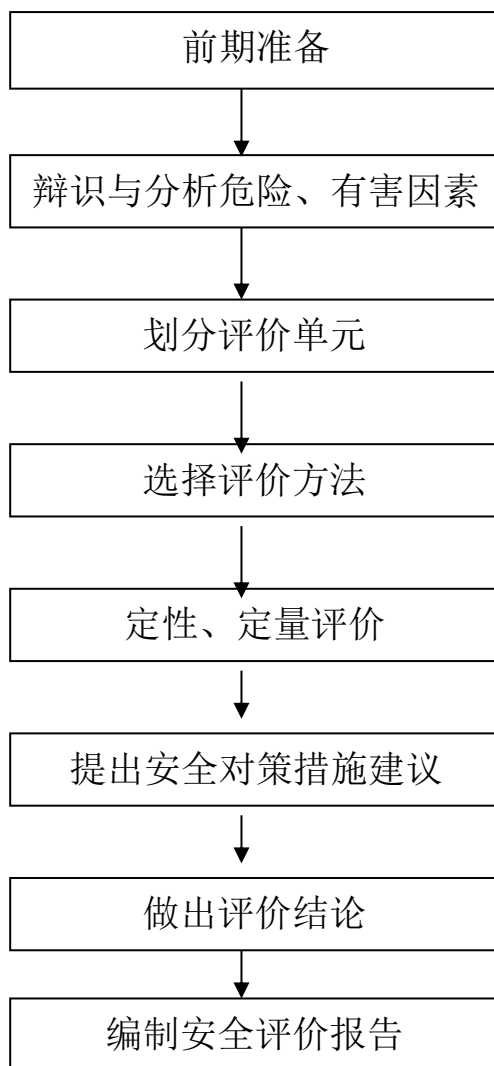 前期准备
辩识与分析危险、有害因素
划分评价单元
选择评价方法
定性、定量评价
提出安全对策措施建议
做出评价结论
编制安全评价报告